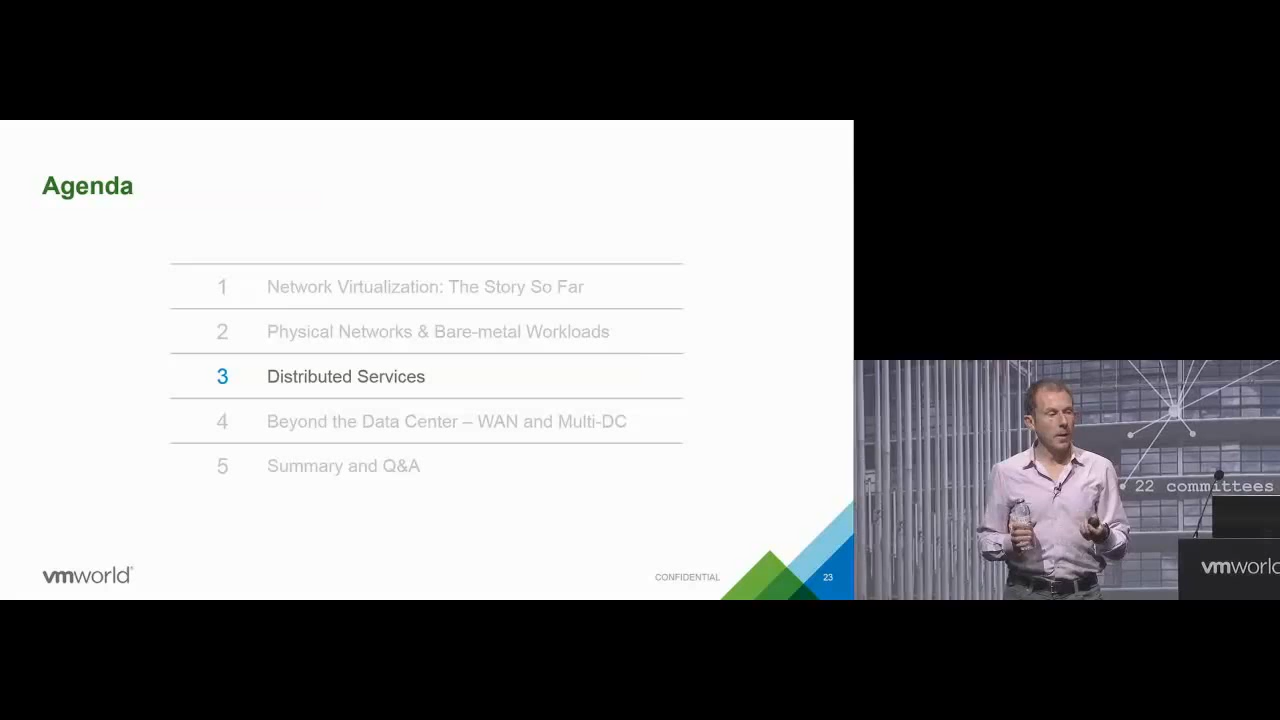 Agenda
1 Network Virtualization: The Story So Far
2 Physical Networks & Bare-metal Workloads
3 Distributed Services
4 Beyond the Data Center – WAN and Multi-DC
5 Summary and Q&A
vmworld®
CONFIDENTIAL
23
22 committees
vmworld